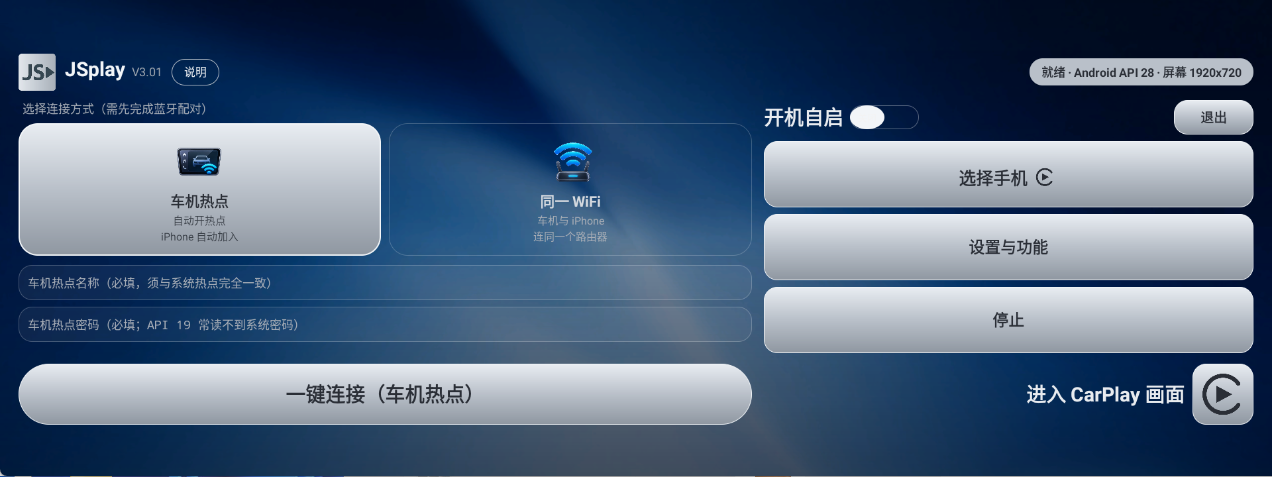 JS JSplay V3.01 说明
就绪 · Android API 28 · 屏幕 1920x720
选择连接方式（需先完成蓝牙配对）
车机热点
自动开热点
iPhone 自动加入
同一 WiFi
车机与 iPhone
连同一个路由器
车机热点名称（必填，须与系统热点完全一致）
车机热点密码（必填；API 19 常读不到系统密码）
一键连接（车机热点）
开机自启
退出
选择手机
设置与功能
停止
进入 CarPlay 画面